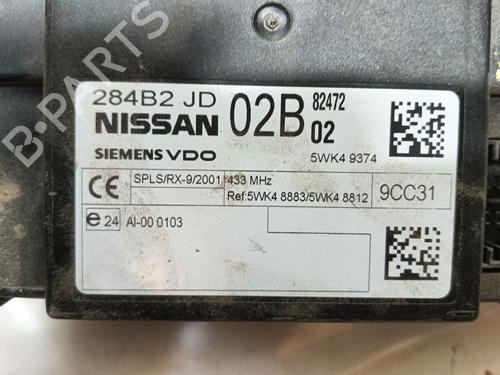 B-PARTS
284B2 JD 02B 82472
NISSAN 02
SIEMENS VDO 5WK4 9374
CE SPLS/RX-9/2001 433 MHz
Ref:5WK4 8883/5WK4 8812 9CC31
e24 AI-00 0103